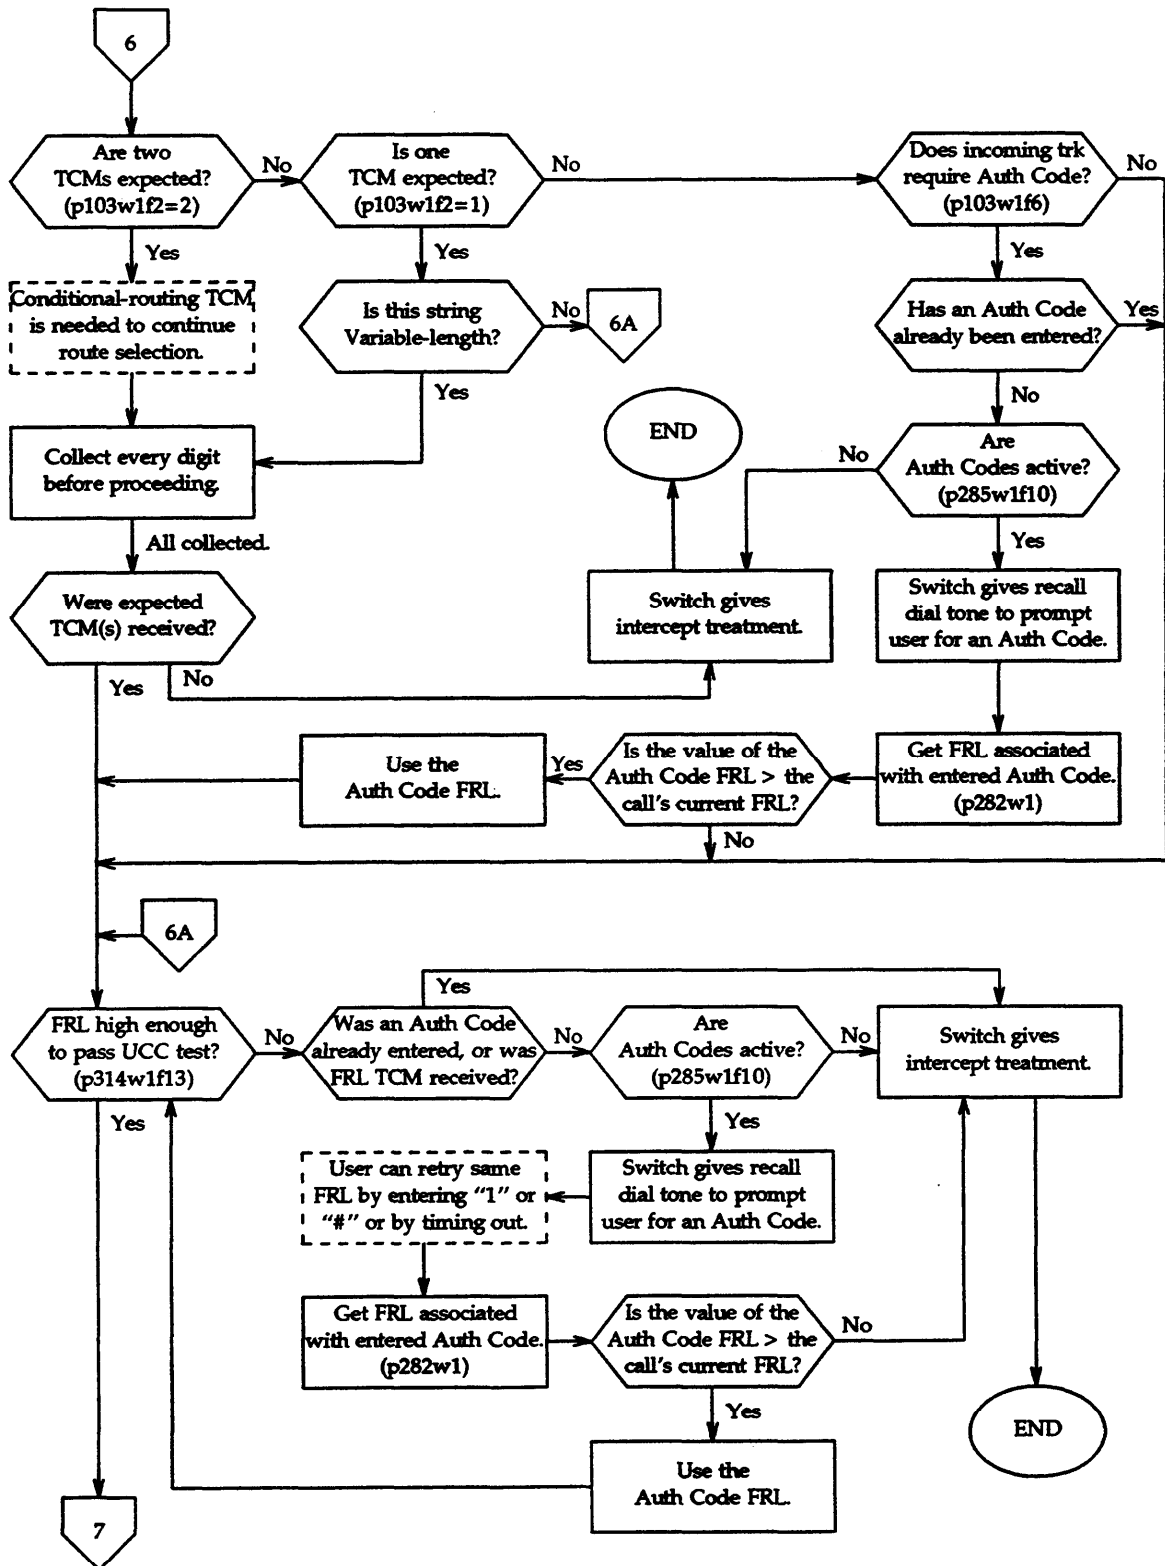 6
Are two
TCMs expected?
(p103w1f2=2)
No
Is one
TCM expected?
(p103w1f2=1)
No
Does incoming trk
require Auth Code?
(p103w1f6)
No
Yes
Yes
Yes
Conditional-routing TCM
is needed to continue
route selection.
Is this string
Variable-length?
No
6A
Has an Auth Code
already been entered?
Yes
Yes
No
Collect every digit
before proceeding.
END
No
Are
Auth Codes active?
(p285w1f10)
All collected.
Yes
Were expected
TCM(s) received?
Switch gives
intercept treatment.
Switch gives recall
dial tone to prompt
user for an Auth Code.
Yes
No
Use the
Auth Code FRL.
Yes
Is the value of the
Auth Code FRL > the
call's current FRL?
Get FRL associated
with entered Auth Code.
(p282w1)
No
6A
Yes
FRL high enough
to pass UCC test?
(p314w1f13)
No
Was an Auth Code
already entered, or was
FRL TCM received?
No
Are
Auth Codes active?
(p285w1f10)
No
Switch gives
intercept treatment.
Yes
Yes
User can retry same
FRL by entering "1" or
"#" or by timing out.
Switch gives recall
dial tone to prompt
user for an Auth Code.
Get FRL associated
with entered Auth Code.
(p282w1)
Is the value of the
Auth Code FRL > the
call's current FRL?
No
Yes
END
Use the
Auth Code FRL.
7